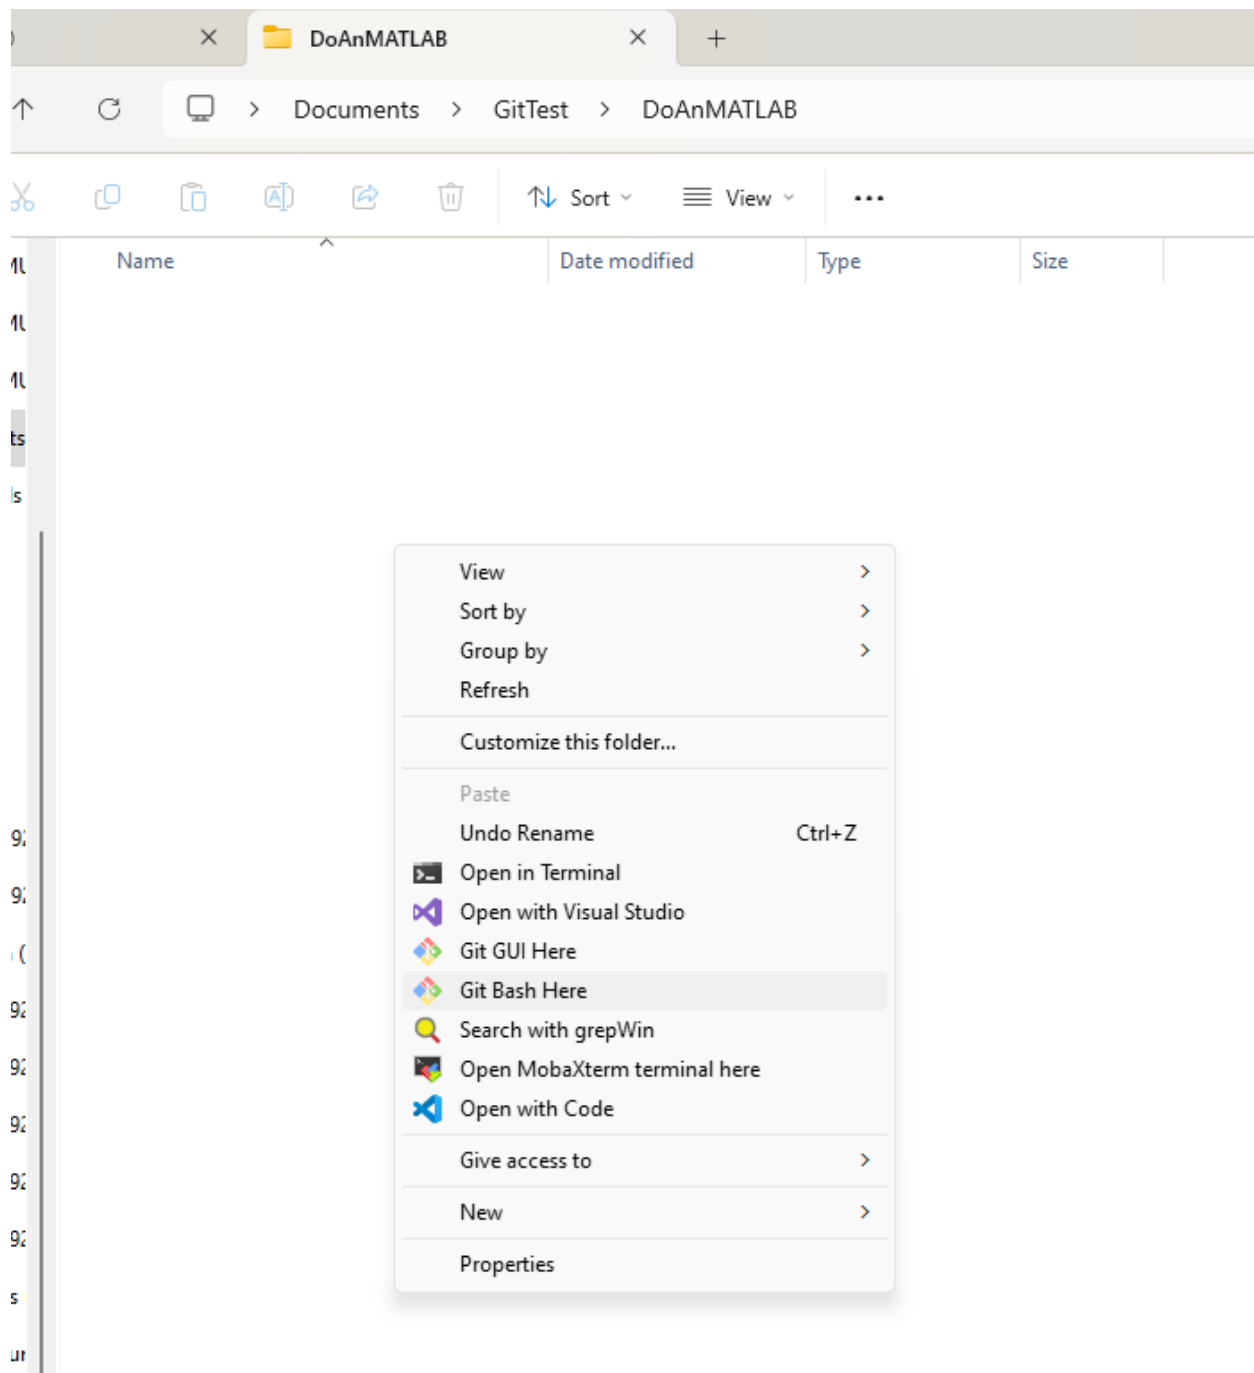 DoAnMATLAB
Documents > GitTest > DoAnMATLAB
Sort View
Name Date modified Type Size
ts
ls
View
Sort by
Group by
Refresh
Customize this folder...
Paste
Undo Rename Ctrl+Z
Open in Terminal
Open with Visual Studio
Git GUI Here
Git Bash Here
Search with grepWin
Open MobaXterm terminal here
Open with Code
Give access to
New
Properties